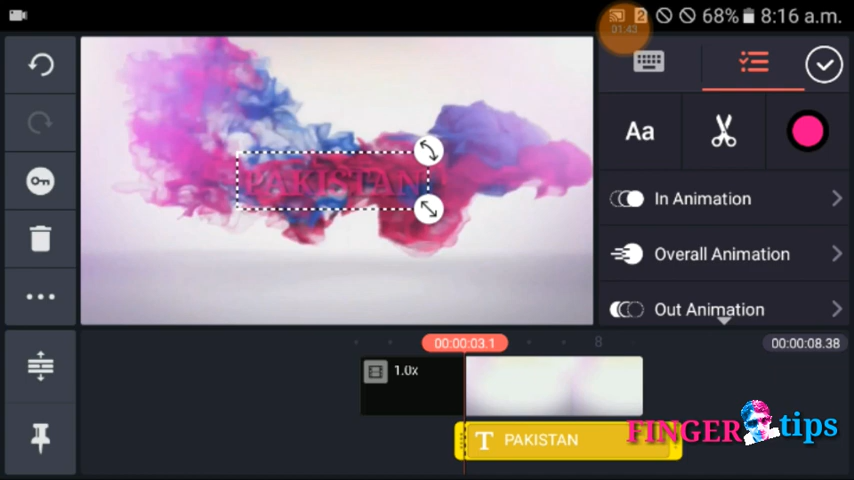 2 68% 8:16 a.m.
01:43
Aa
PAKISTAN
In Animation
Overall Animation
Out Animation
00:00:03.1 8 00:00:08.38
1.0x
T PAKISTAN
FINGER tips